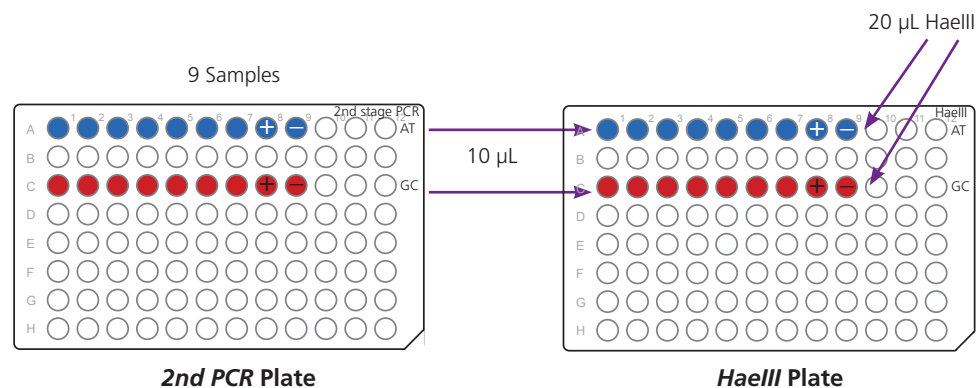 20 µL HaeIII
9 Samples
2nd stage PCR
1 2 3 4 5 6 7 8 9 10 11 12
A + − AT
B
C + − GC
D
E
F
G
H
2nd PCR Plate
10 µL
HaeIII
1 2 3 4 5 6 7 8 9 10 11 12
A + − AT
B
C + − GC
D
E
F
G
H
HaeIII Plate